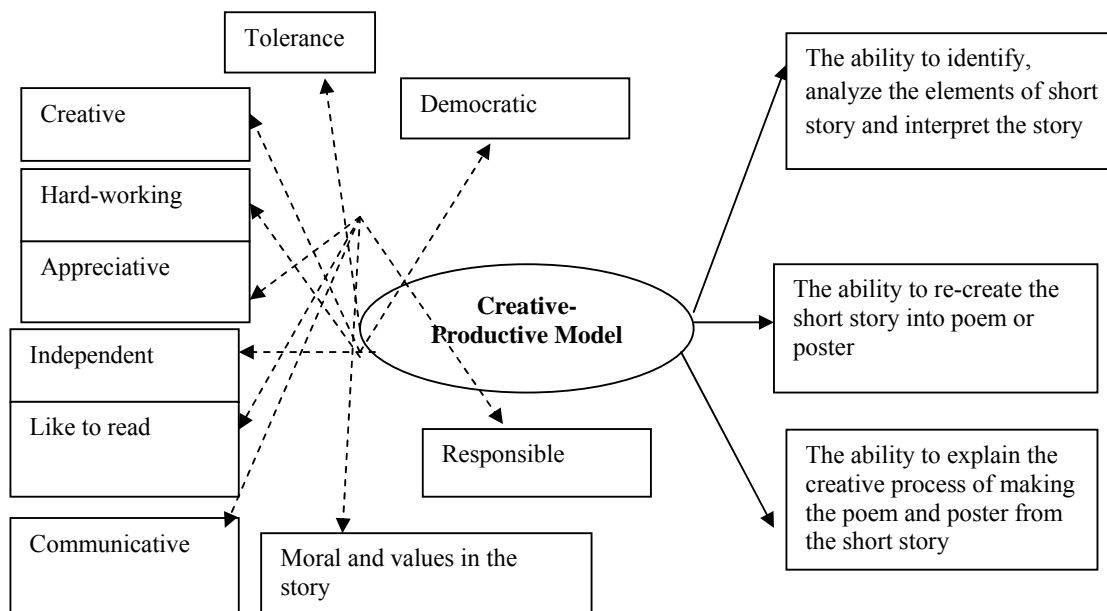 Tolerance
Democratic
Creative
Hard-working
Appreciative
Independent
Like to read
Communicative
Moral and values in the
story
Responsible
Creative-
Productive Model
The ability to identify,
analyze the elements of short
story and interpret the story
The ability to re-create the
short story into poem or
poster
The ability to explain the
creative process of making
the poem and poster from
the short story